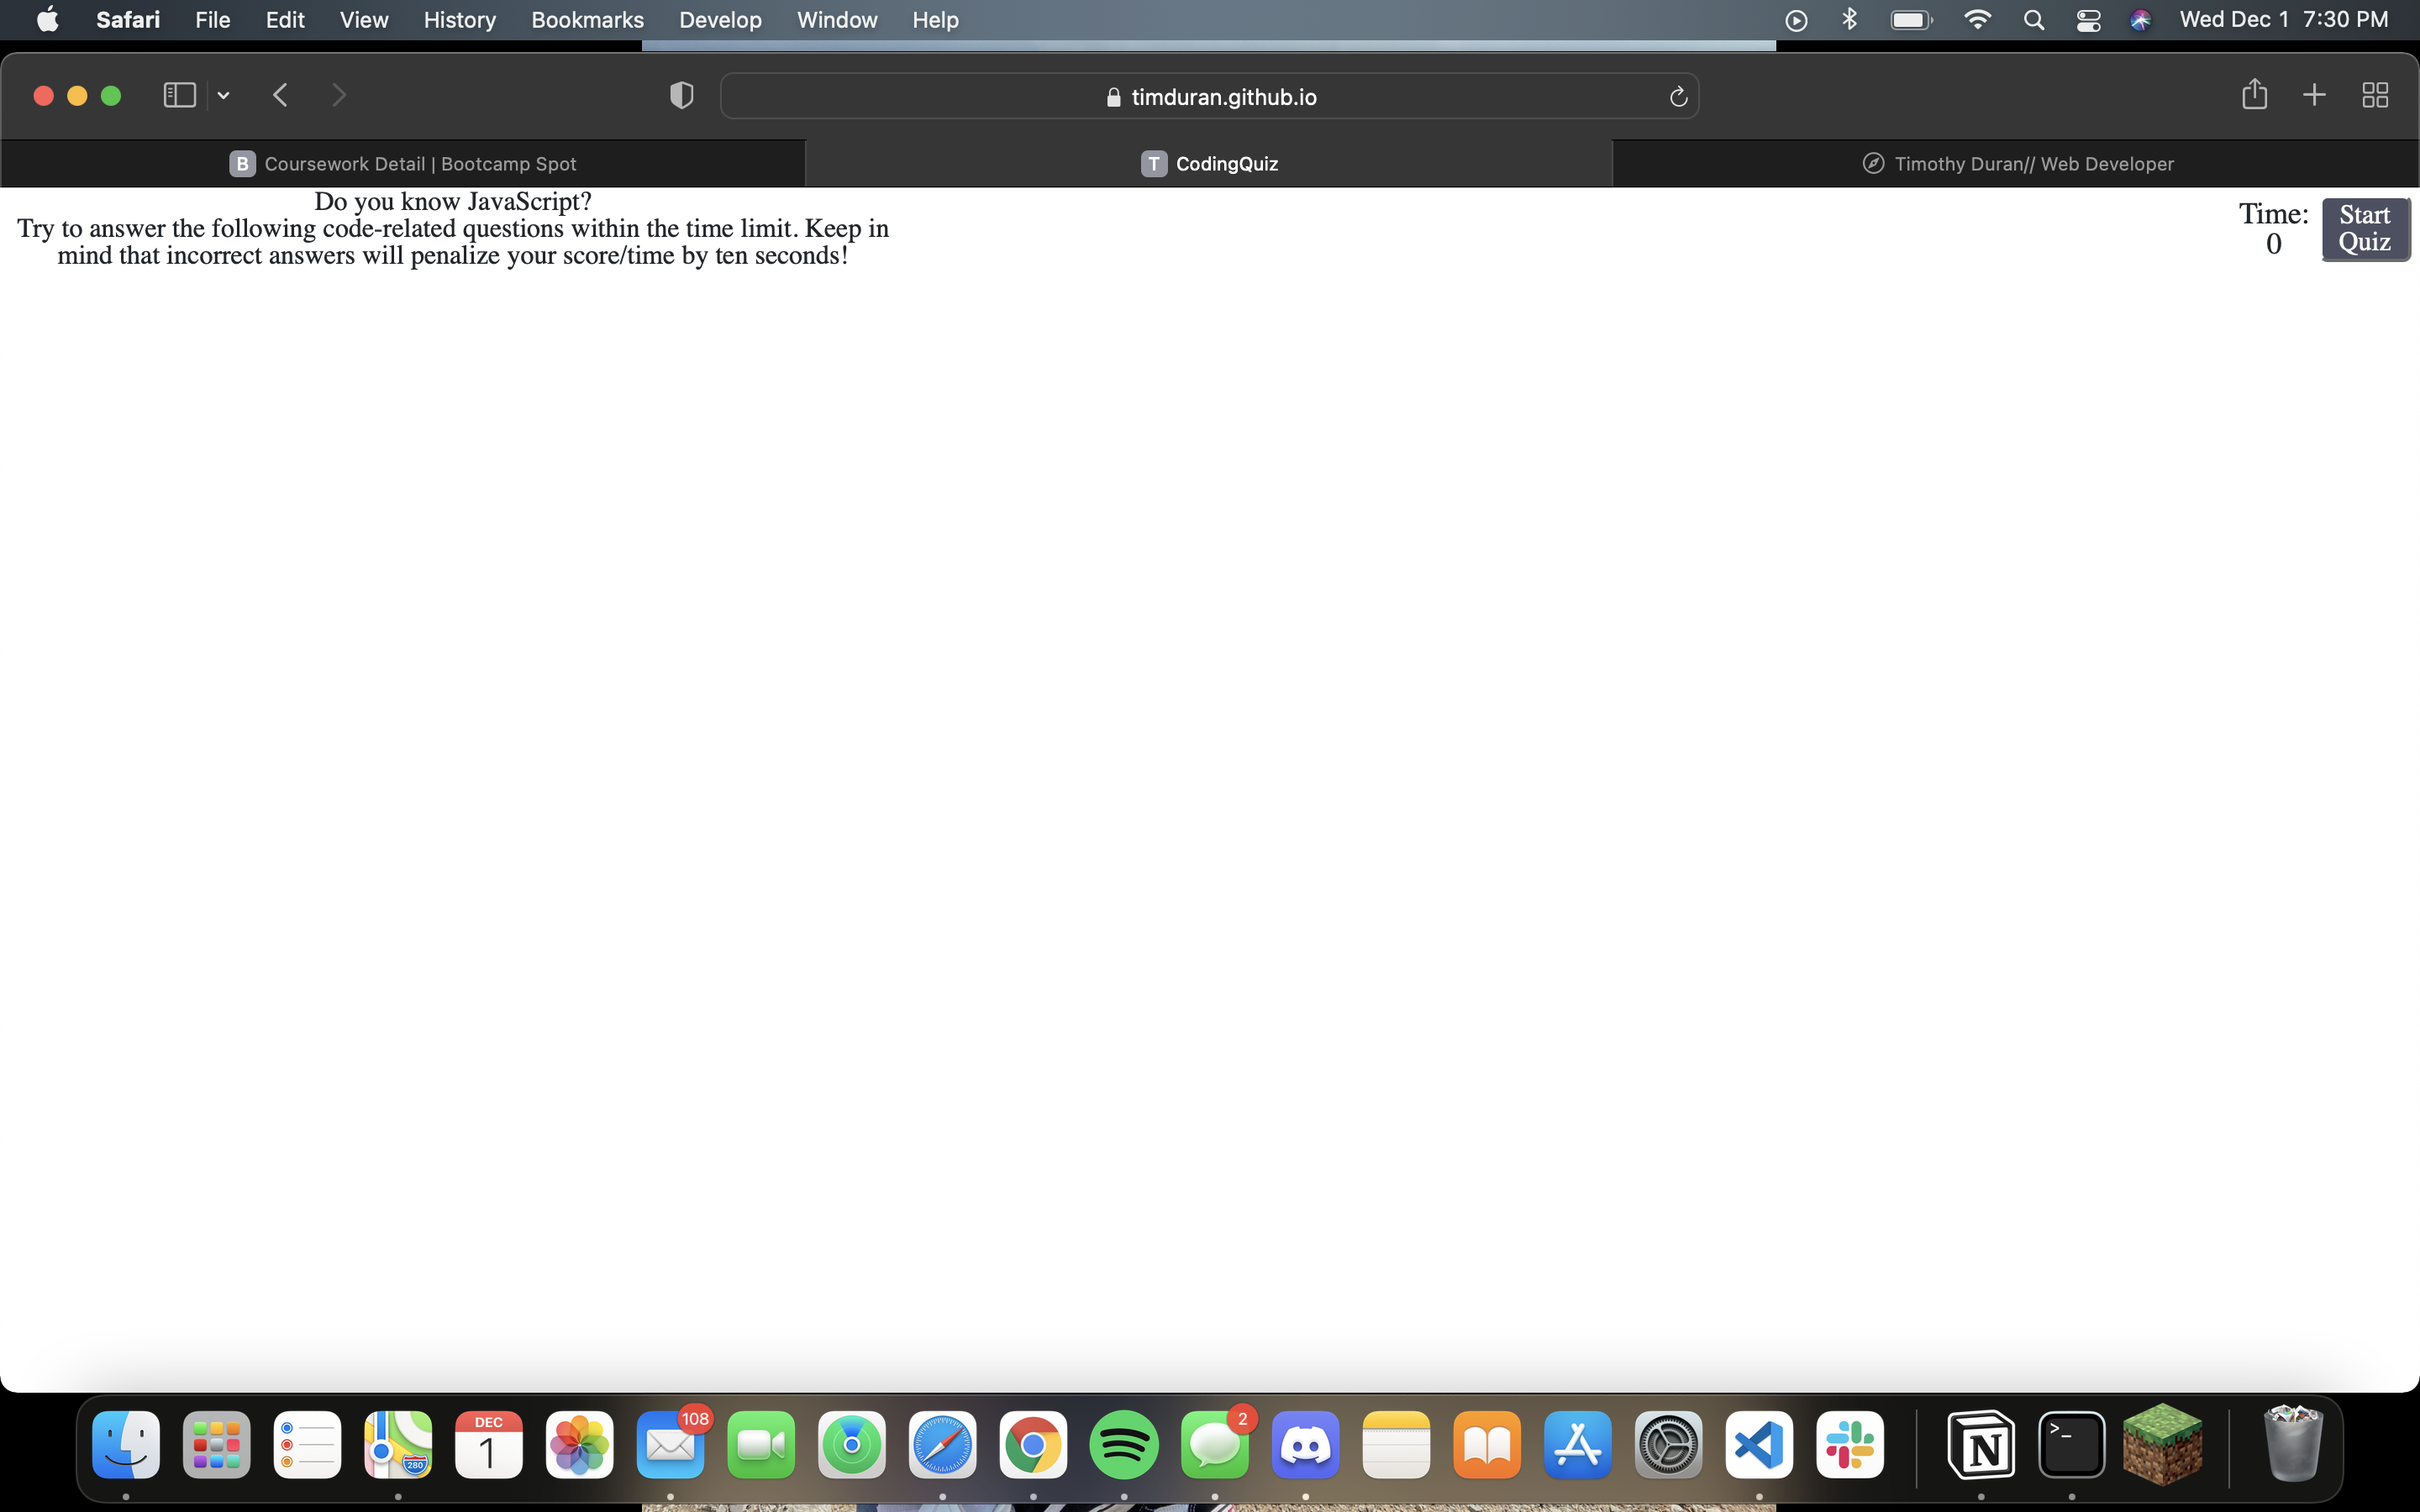 Safari File Edit View History Bookmarks Develop Window Help Wed Dec 1 7:30 PM
timduran.github.io
B Coursework Detail | Bootcamp Spot
T CodingQuiz
Timothy Duran// Web Developer
Do you know JavaScript?
Try to answer the following code-related questions within the time limit. Keep in
mind that incorrect answers will penalize your score/time by ten seconds!
Time:
0
Start
Quiz
280
DEC
1
108
2
N
>_